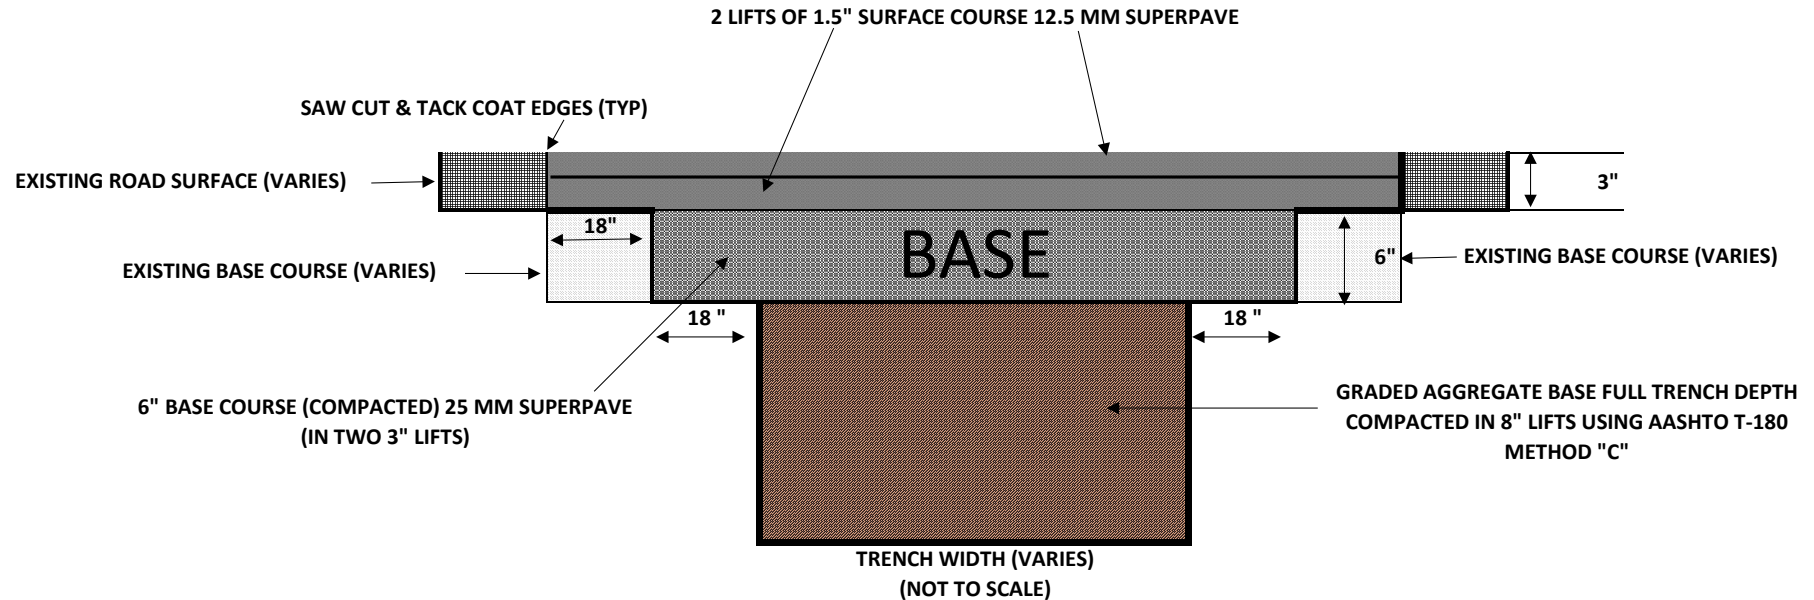 2 LIFTS OF 1.5" SURFACE COURSE 12.5 MM SUPERPAVE
SAW CUT & TACK COAT EDGES (TYP)
EXISTING ROAD SURFACE (VARIES)
3"
18"
BASE
6"
EXISTING BASE COURSE (VARIES)
EXISTING BASE COURSE (VARIES)
18 "
18 "
6" BASE COURSE (COMPACTED) 25 MM SUPERPAVE
(IN TWO 3" LIFTS)
GRADED AGGREGATE BASE FULL TRENCH DEPTH
COMPACTED IN 8" LIFTS USING AASHTO T-180
METHOD "C"
TRENCH WIDTH (VARIES)
(NOT TO SCALE)